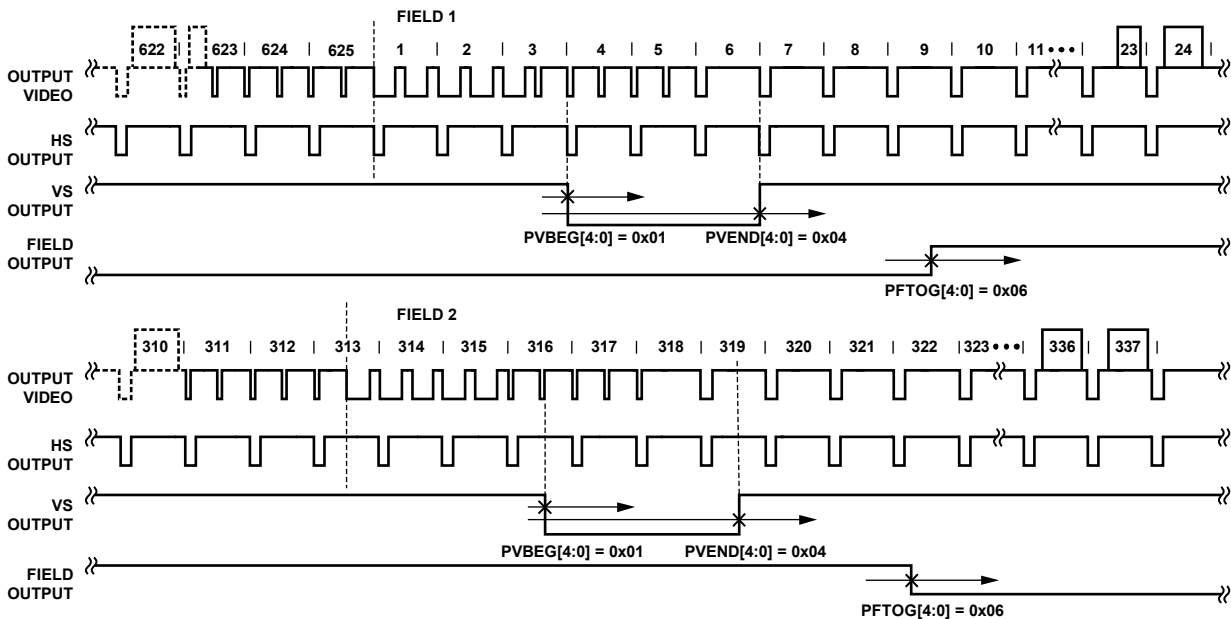 FIELD 1
622 623 624 625 1 2 3 4 5 6 7 8 9 10 11 ••• 23 24
OUTPUT
VIDEO
HS
OUTPUT
VS
OUTPUT
PVBEG[4:0] = 0x01 PVEND[4:0] = 0x04
FIELD
OUTPUT
PFTOG[4:0] = 0x06
FIELD 2
310 311 312 313 314 315 316 317 318 319 320 321 322 323 ••• 336 337
OUTPUT
VIDEO
HS
OUTPUT
VS
OUTPUT
PVBEG[4:0] = 0x01 PVEND[4:0] = 0x04
FIELD
OUTPUT
PFTOG[4:0] = 0x06